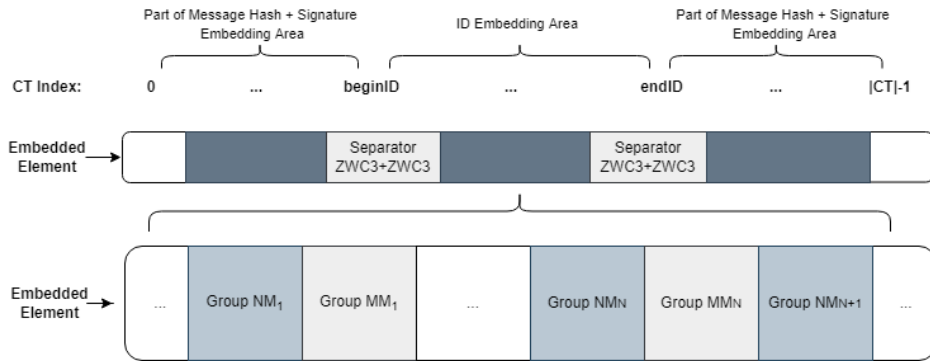 Part of Message Hash + Signature
Embedding Area
ID Embedding Area
Part of Message Hash + Signature
Embedding Area
CT Index: 0 ... beginID ... endID ... |CT|-1
Embedded
Element
Separator
ZWC3+ZWC3
Separator
ZWC3+ZWC3
Embedded
Element
... Group NM₁ Group MM₁ ... Group NMN Group MMN Group NMN+1 ...